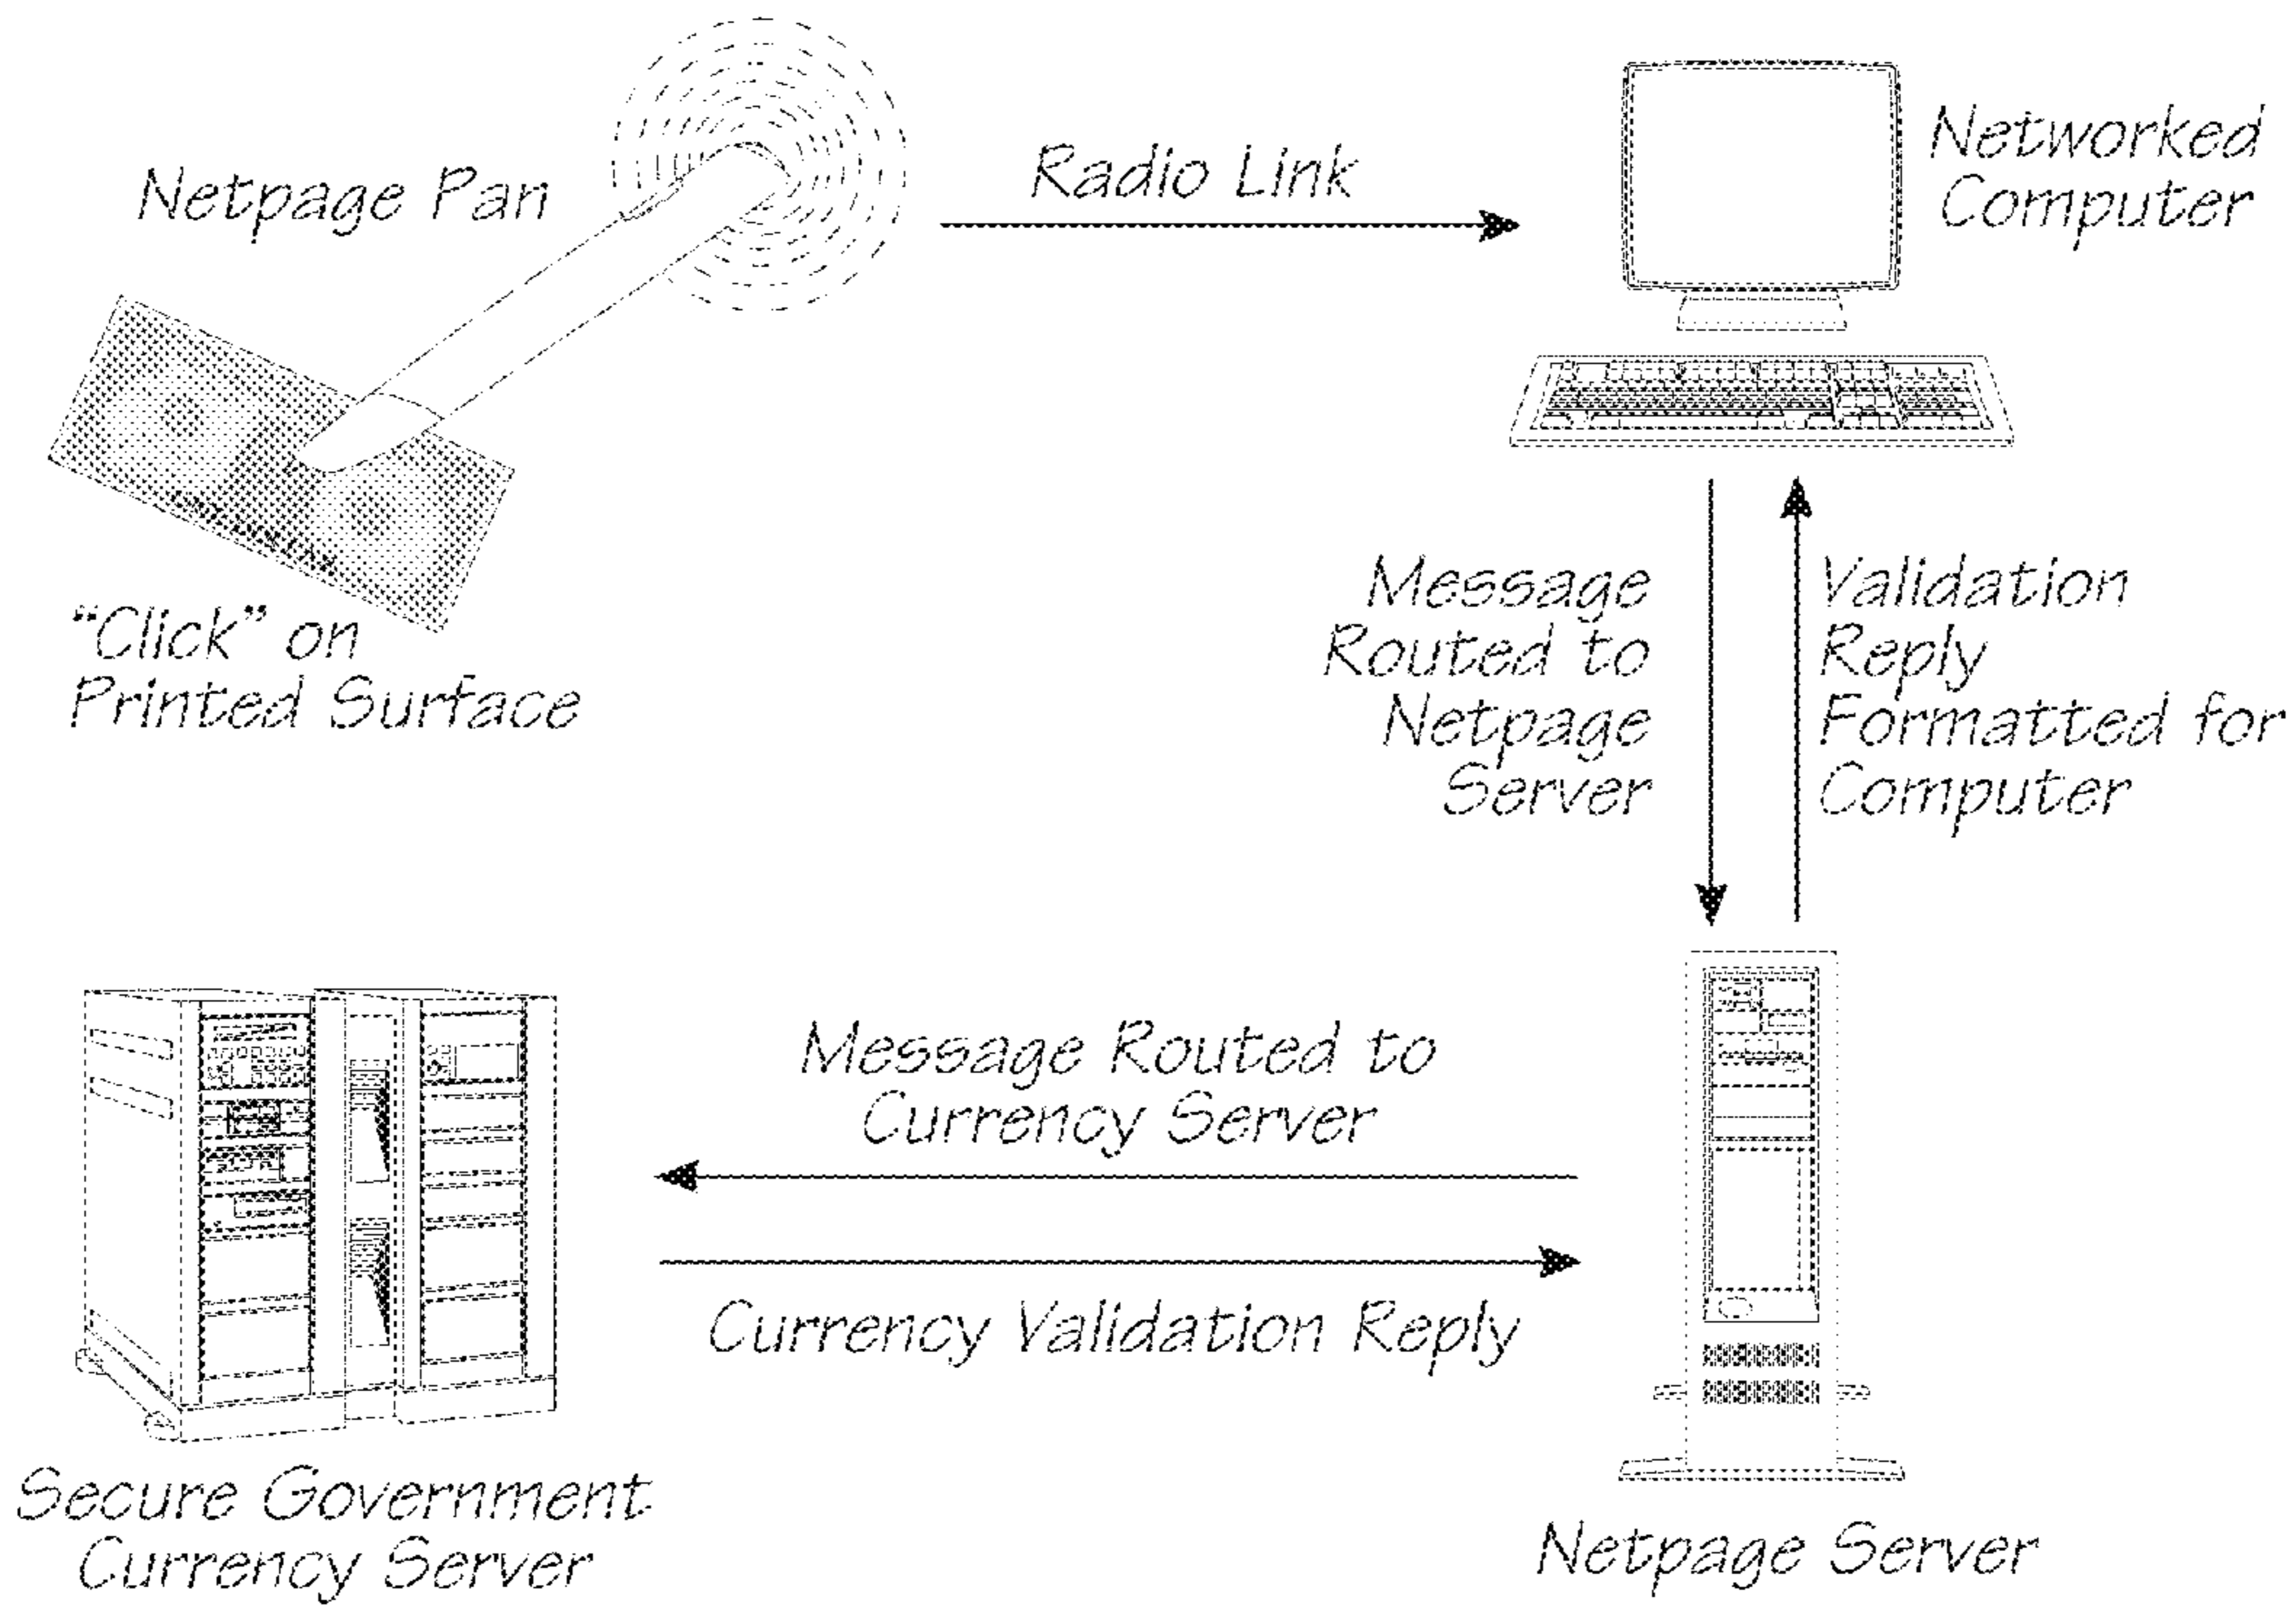 Netpage Pan
Radio Link
Networked
Computer
"Click" on
Printed Surface
Message
Routed to
Netpage
Server
Validation
Reply
Formatted for
Computer
Message Routed to
Currency Server
Currency Validation Reply
Secure Government
Currency Server
Netpage Server